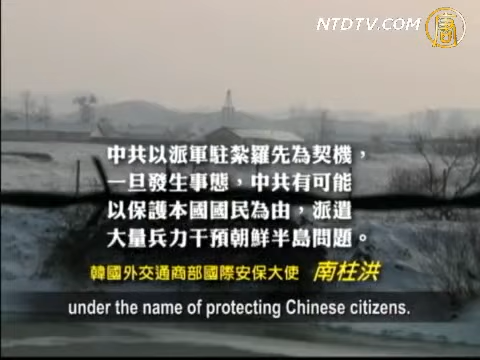 NTDTV.COM
中共以派軍駐紮羅先為契機，
一旦發生事態，中共有可能
以保護本國國民為由，派遣
大量兵力干預朝鮮半島問題。
韓國外交通商部國際安保大使 南柱洪
under the name of protecting Chinese citizens.